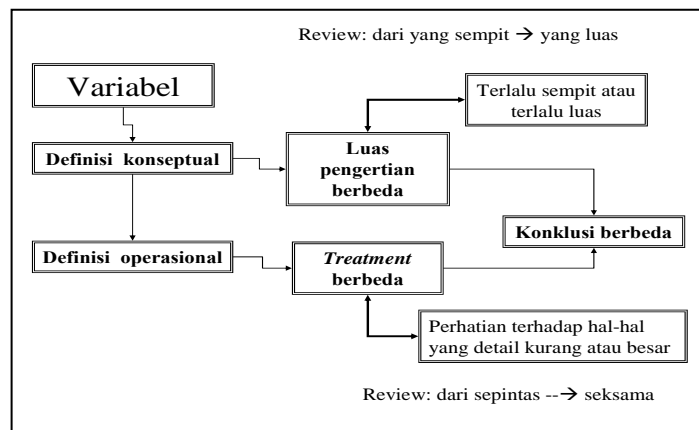 Review: dari yang sempit → yang luas
Variabel
Terlalu sempit atau
terlalu luas
Definisi konseptual
Luas
pengertian
berbeda
Konklusi berbeda
Definisi operasional
Treatment
berbeda
Perhatian terhadap hal-hal
yang detail kurang atau besar
Review: dari sepintas --→ seksama